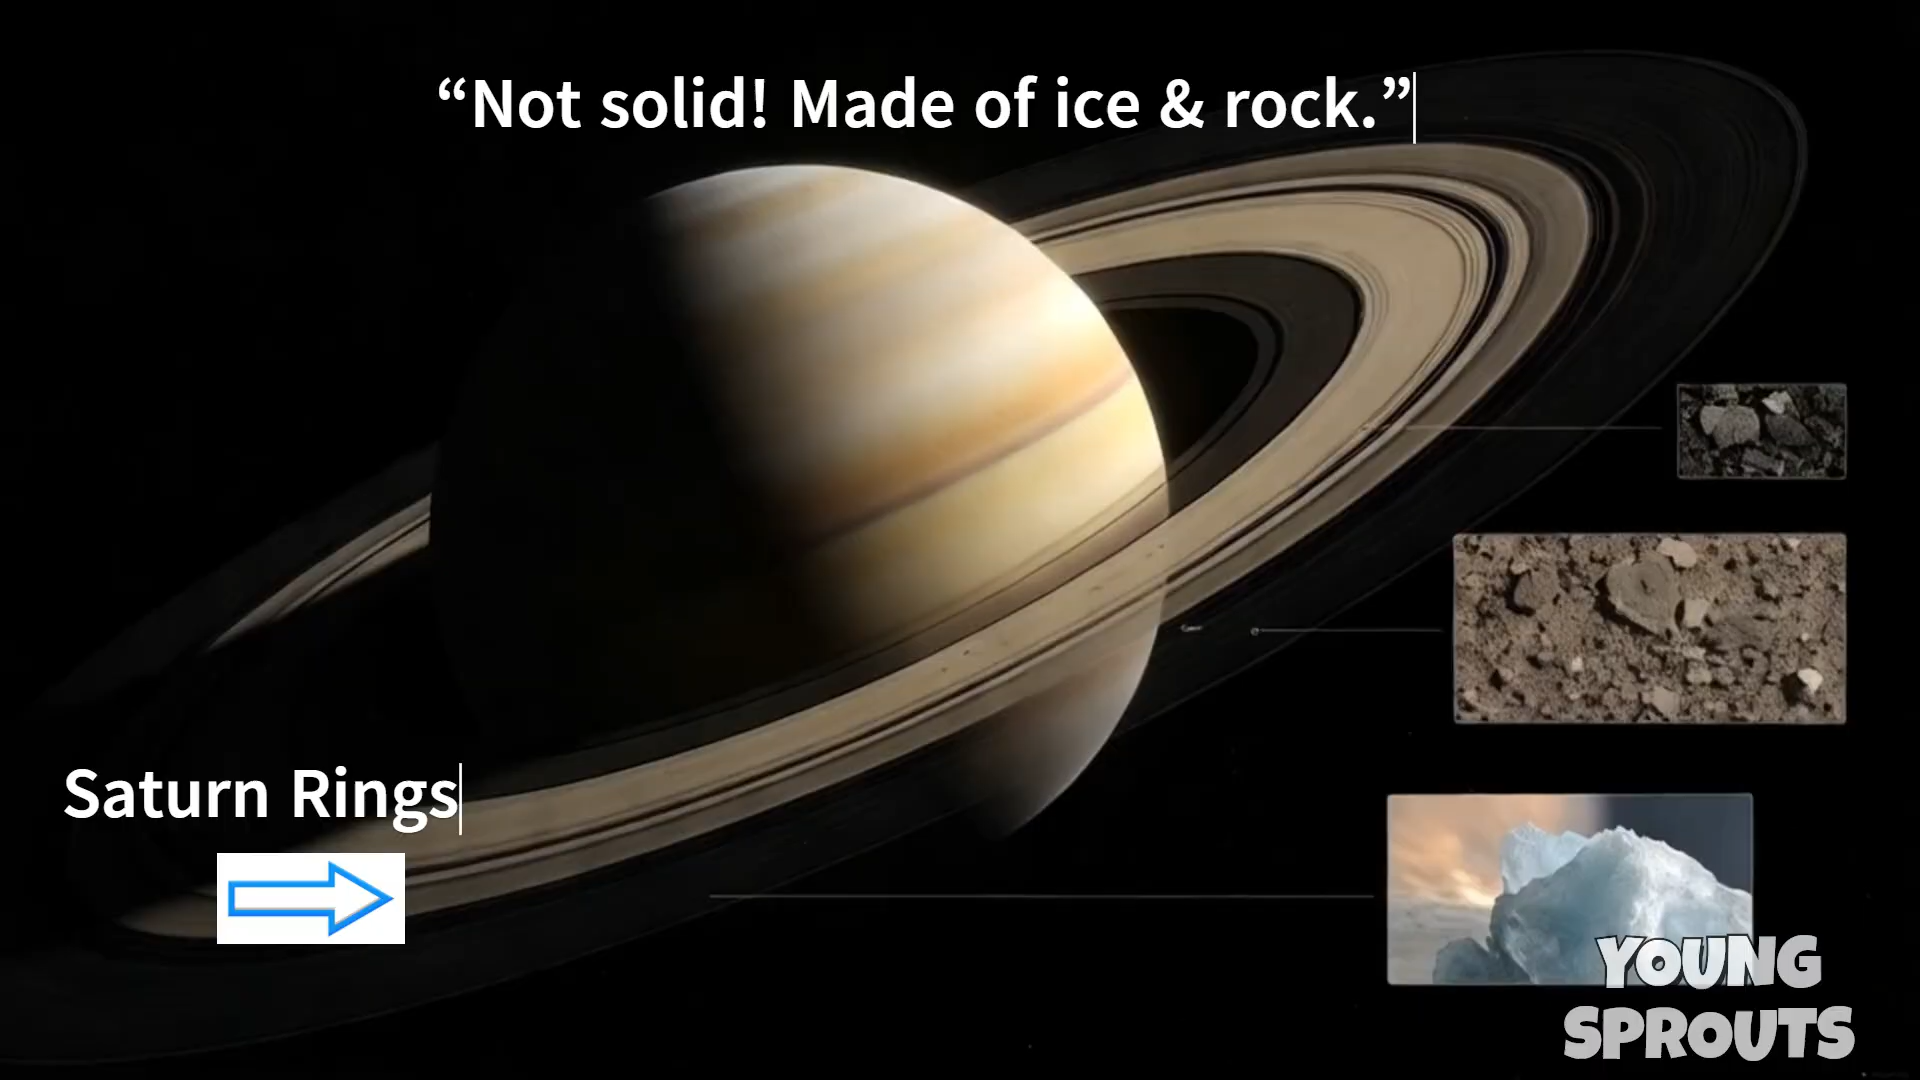 “Not solid! Made of ice & rock.”
Saturn Rings
YOUNG
SPROUTS